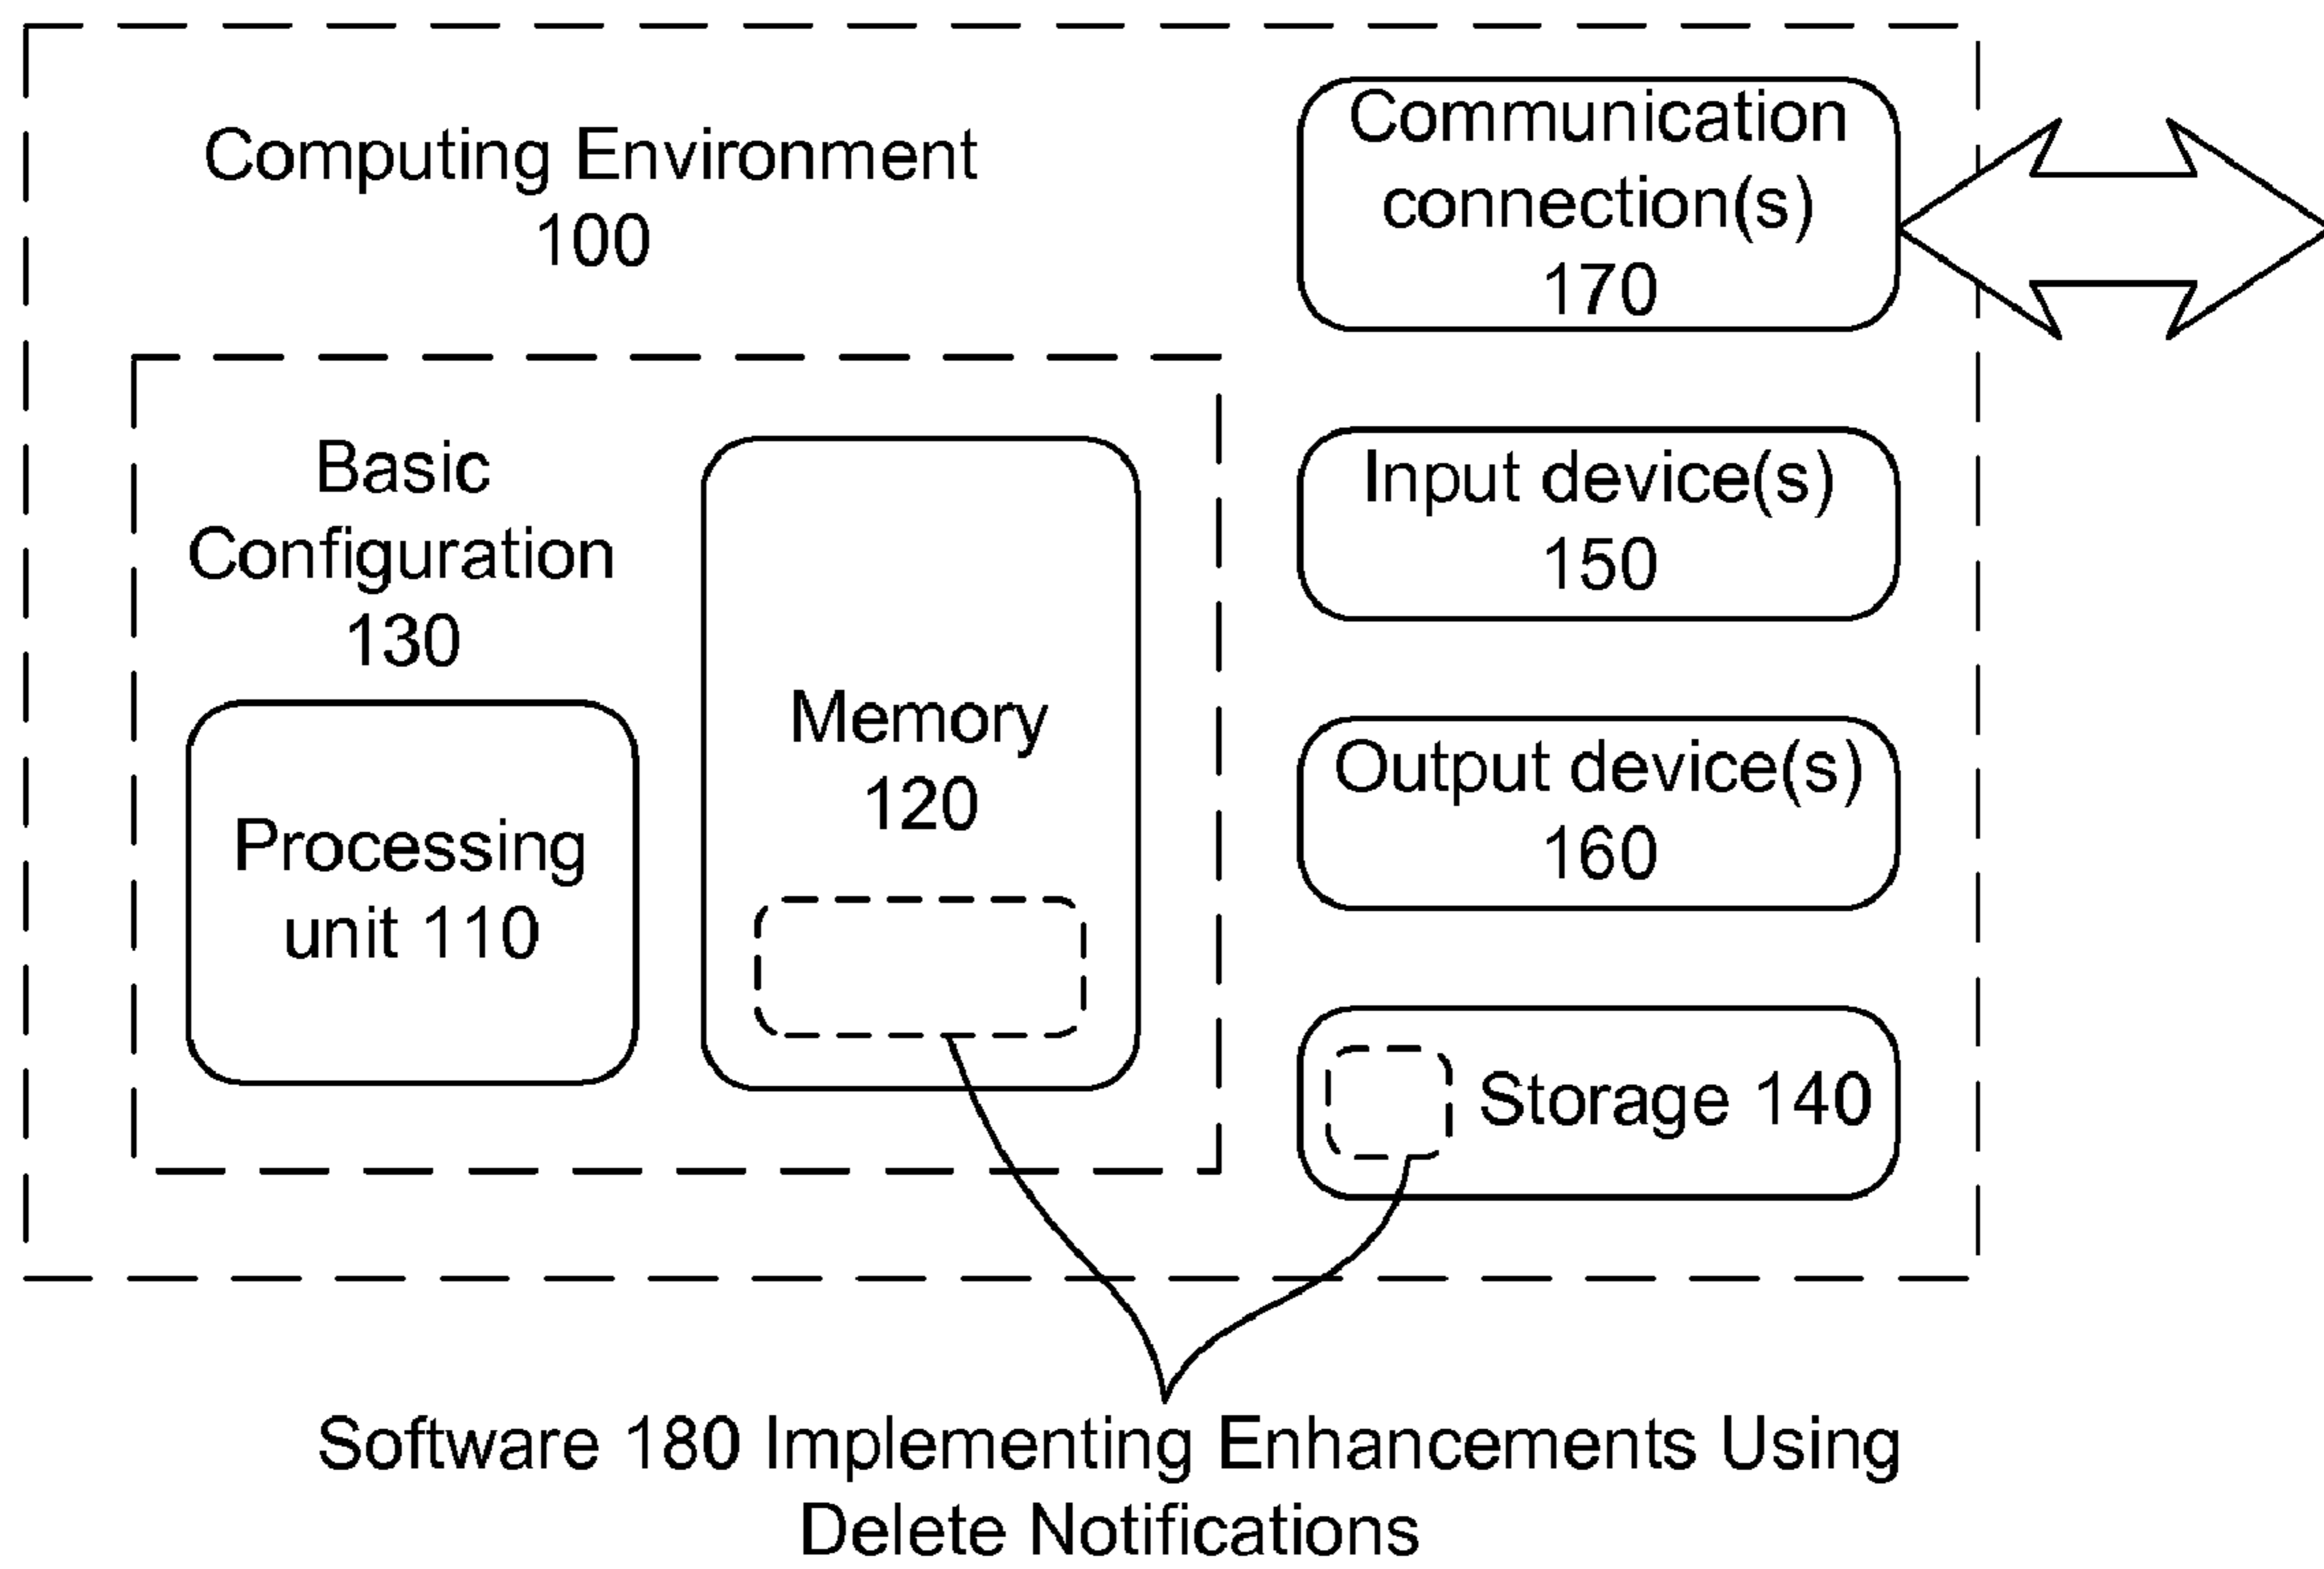 Computing Environment
100
Communication
connection(s)
170
Basic
Configuration
130
Processing
unit 110
Memory
120
Input device(s)
150
Output device(s)
160
Storage 140
Software 180 Implementing Enhancements Using
Delete Notifications